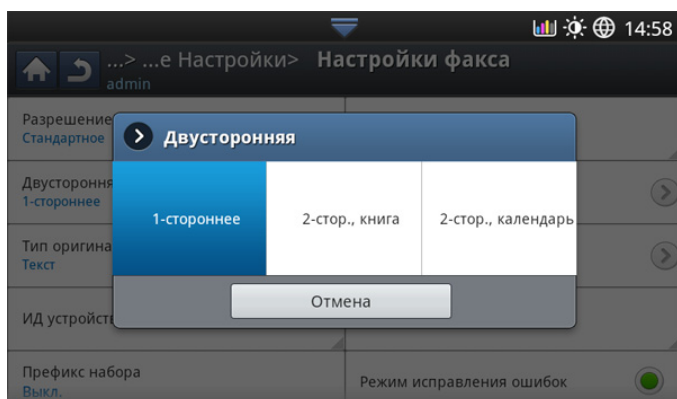 14:58
...> ...е Настройки> Настройки факса
admin
Разрешение
Стандартное
Двусторонняя
Двустороння
1-стороннее
1-стороннее 2-стор., книга 2-стор., календарь
Тип оригина
Текст
Отмена
ИД устройст
Префикс набора
Выкл.
Режим исправления ошибок